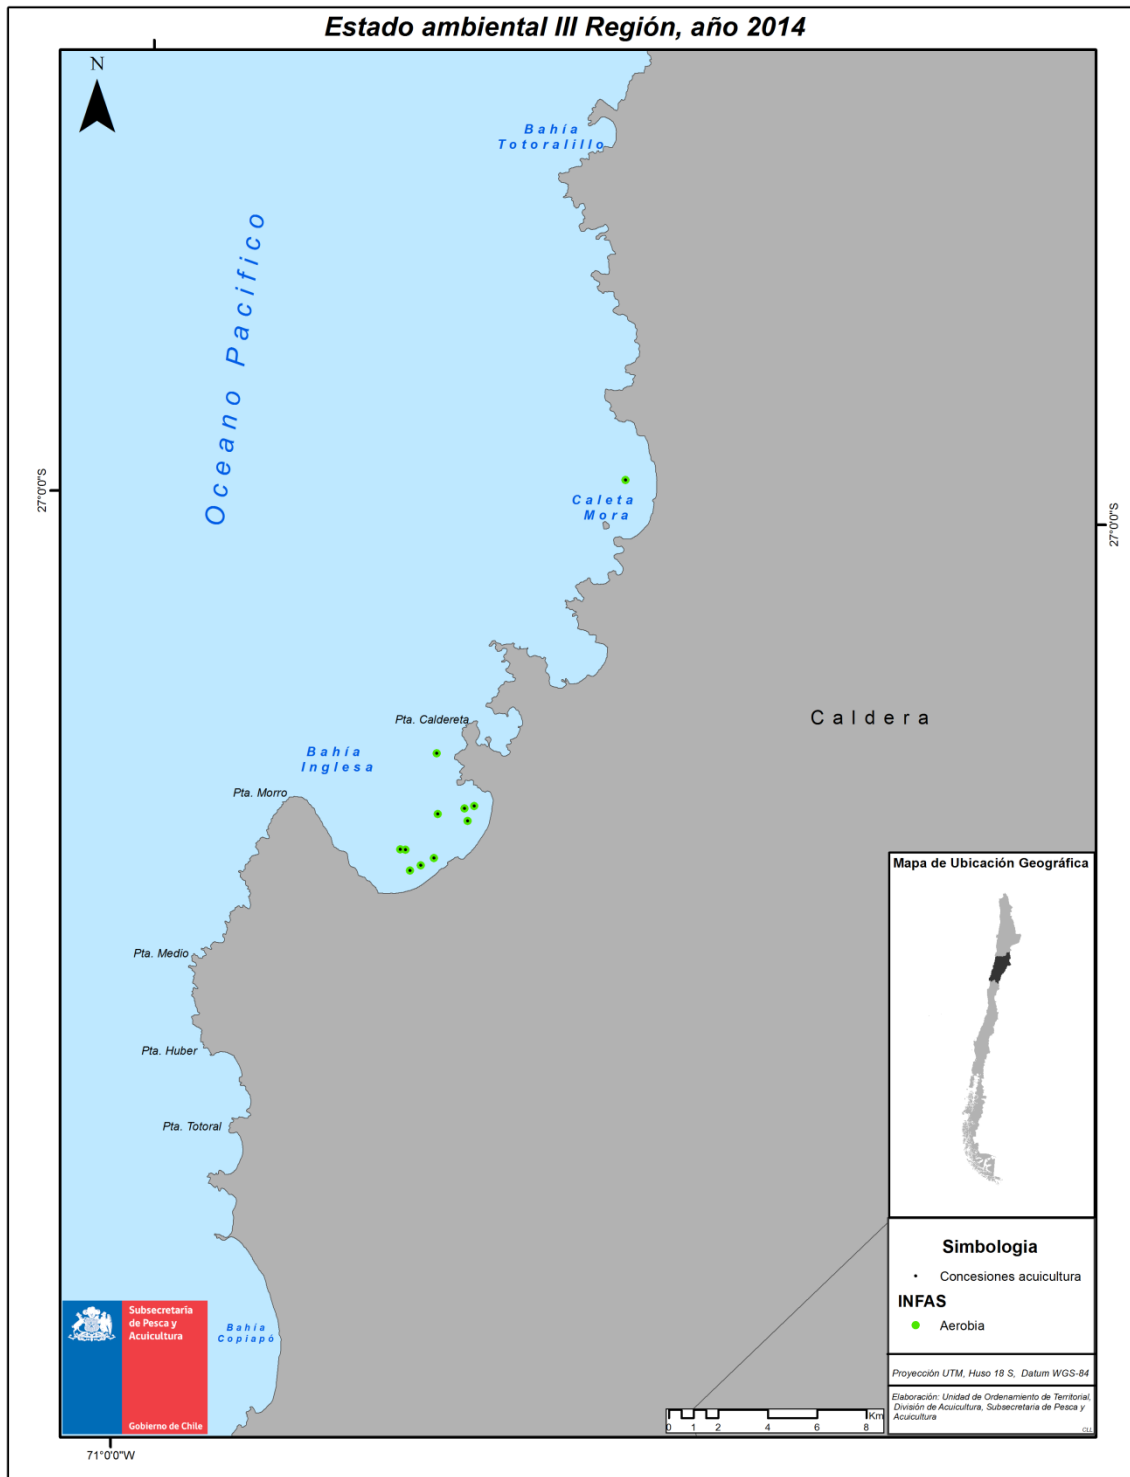 Estado ambiental III Región, año 2014
N
Bahía
Totoralillo
Oceano Pacifico
27°0'0"S
Caleta
Mora
27°0'0"S
Pta. Caldereta
Caldera
Bahía
Inglesa
Pta. Morro
Mapa de Ubicación Geográfica
Pta. Medio
Pta. Huber
Pta. Totoral
Simbologia
Concesiones acuicultura
INFAS
Aerobia
Subsecretaría
de Pesca y
Acuicultura
Gobierno de Chile
Bahía
Copiapó
Proyección UTM, Huso 18 S, Datum WGS-84
Elaboración: Unidad de Ordenamiento de Territorial,
División de Acuicultura, Subsecretaria de Pesca y
Acuicultura
CLL
Km
0 1 2 4 6 8
71°0'0"W